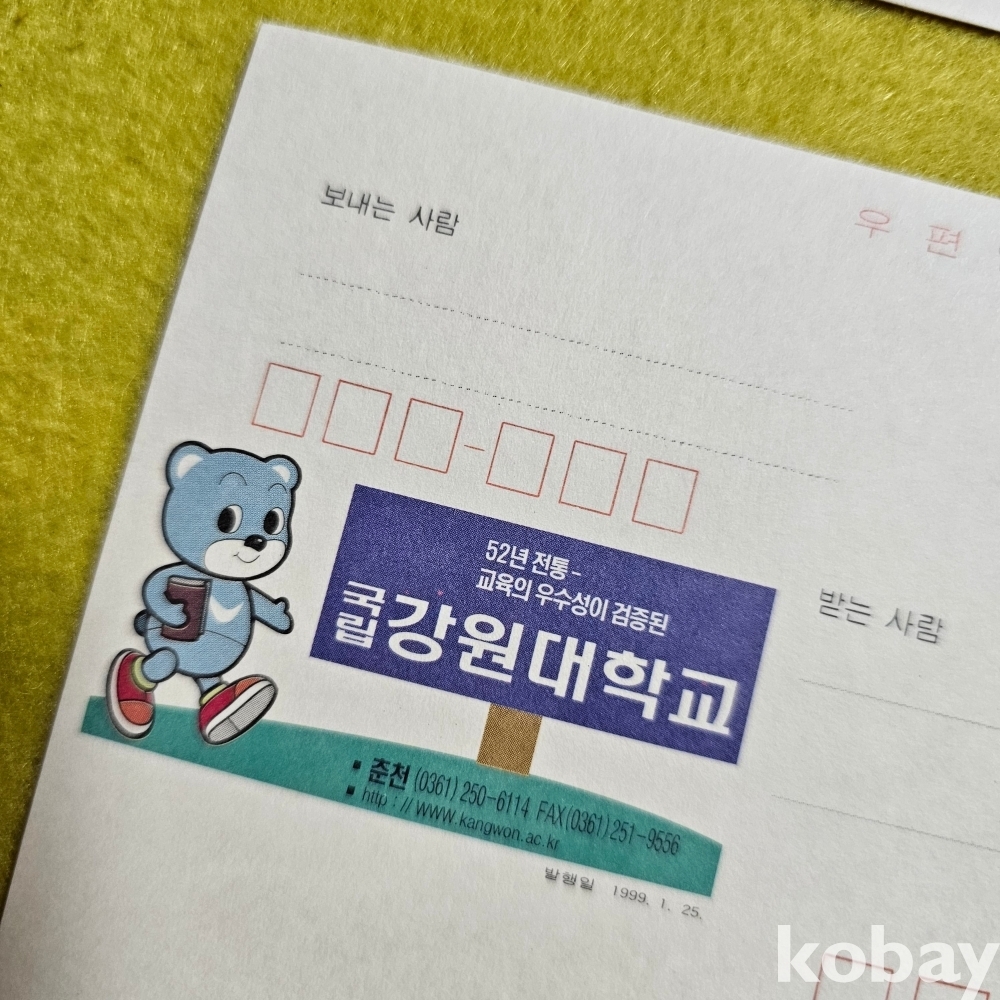 보내는 사람
우 편
52년 전통-
교육의 우수성이 검증된
국립강원대학교
받는 사람
▪ 춘천 (0361) 250-6114 FAX(0361)251-9556
▪ http : // www.kangwon.ac.kr
발행일 1999. 1. 25.
kobay